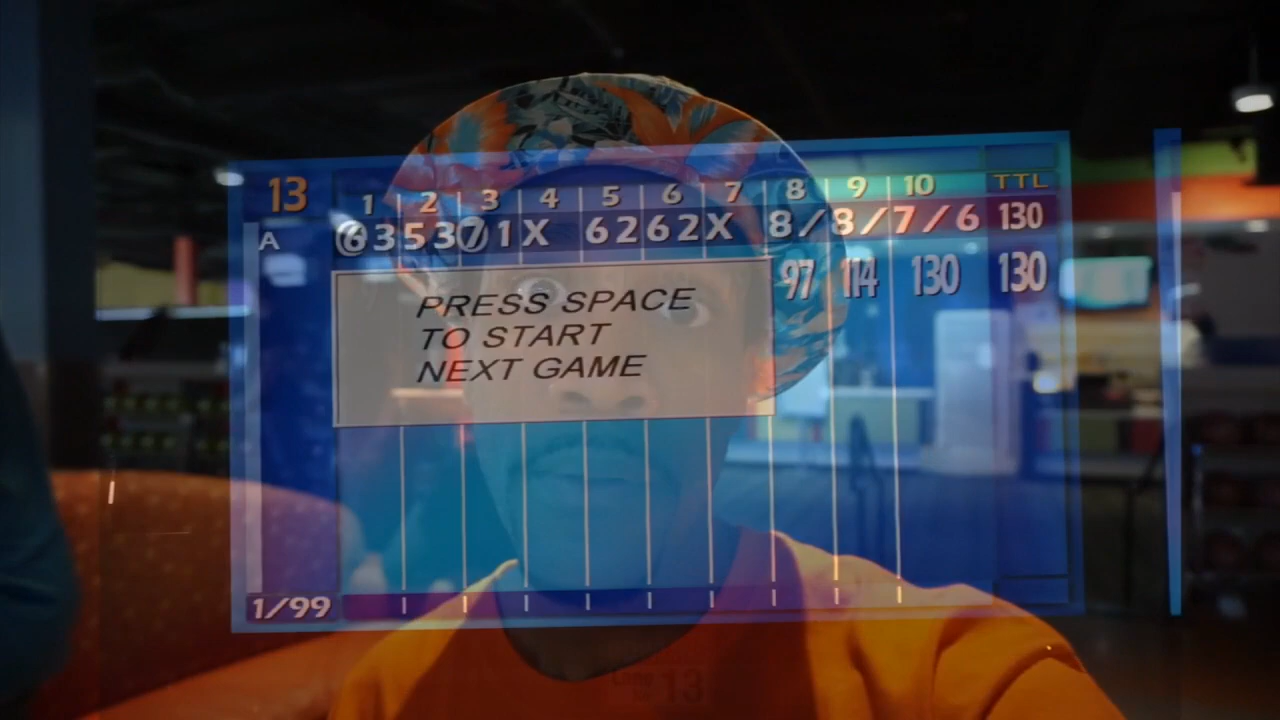 13 1 2 3 4 5 6 7 8 9 10 TTL
A 6 3 5 3 7 1 X 6 2 6 2 X 8 / 8 / 7 / 6 130
97 114 130 130
PRESS SPACE
TO START
NEXT GAME
1/99
13